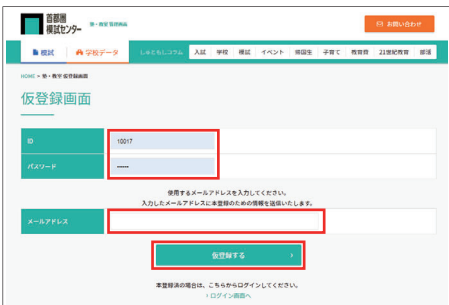 首都圏
模試センター
塾・教室 管理画面
お問い合わせ
模試
学校データ
しゅともしコラム
入試
学校
模試
イベント
帰国生
子育て
教育費
21世紀教育
部活
HOME > 塾・教室 仮登録画面
仮登録画面
ID
10017
パスワード
•••••
使用するメールアドレスを入力してください。
入力したメールアドレスに本登録のための情報を送信いたします。
メールアドレス
仮登録する
本登録済の場合は、こちらからログインしてください。
› ログイン画面へ